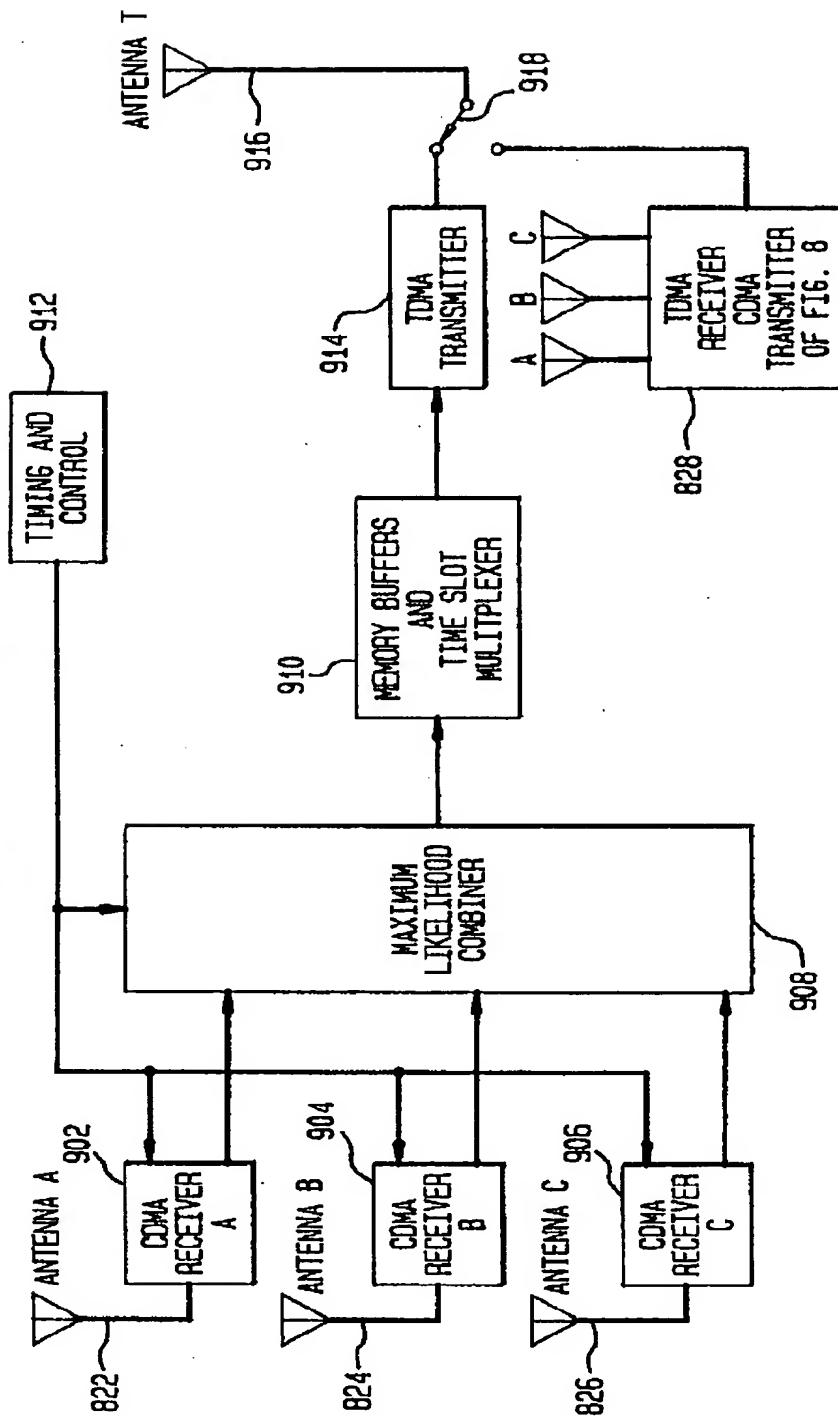 ANTENNA A
822
902
CDMA
RECEIVER
A
ANTENNA B
824
904
CDMA
RECEIVER
B
ANTENNA C
826
906
CDMA
RECEIVER
C
MAXIMUM
LIKELIHOOD
COMBINER
908
912
TIMING AND
CONTROL
910
MEMORY BUFFERS
AND
TIME SLOT
MULITPLEXER
914
TDMA
TRANSMITTER
ANTENNA T
916
918
A
B
C
TDMA
RECEIVER
CDMA
TRANSMITTER
OF FIG. 8
828